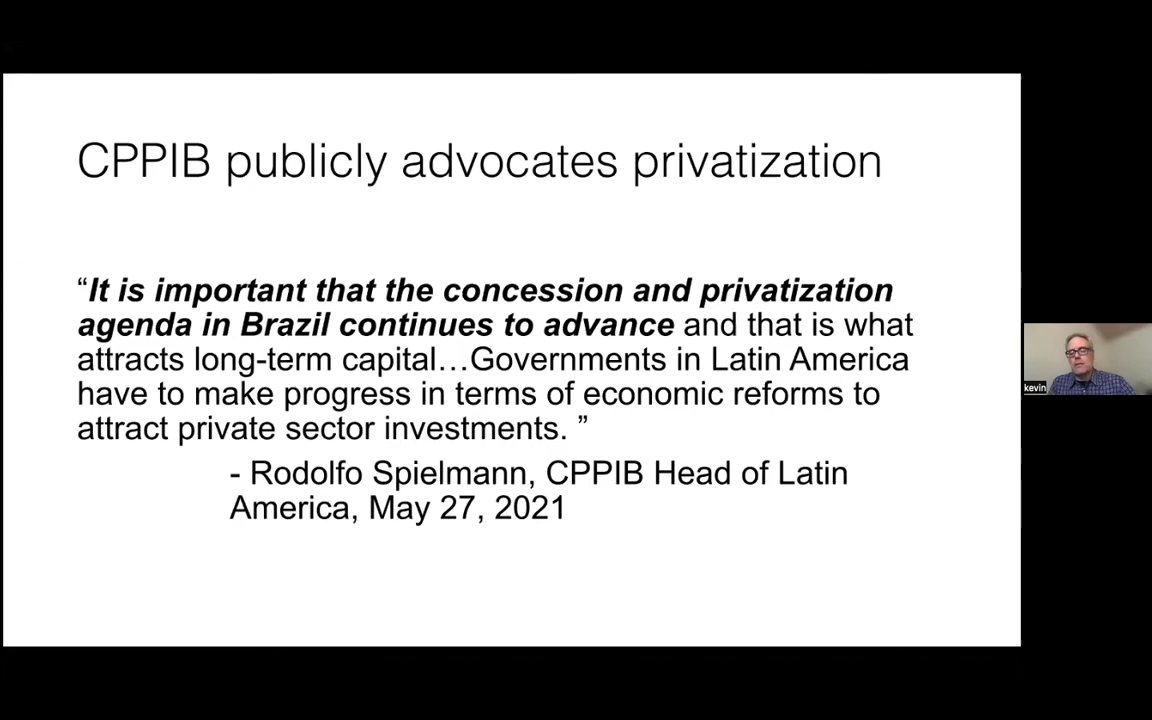 CPPIB publicly advocates privatization
“It is important that the concession and privatization
agenda in Brazil continues to advance and that is what
attracts long-term capital…Governments in Latin America
have to make progress in terms of economic reforms to
attract private sector investments. ”
- Rodolfo Spielmann, CPPIB Head of Latin
America, May 27, 2021
kevin